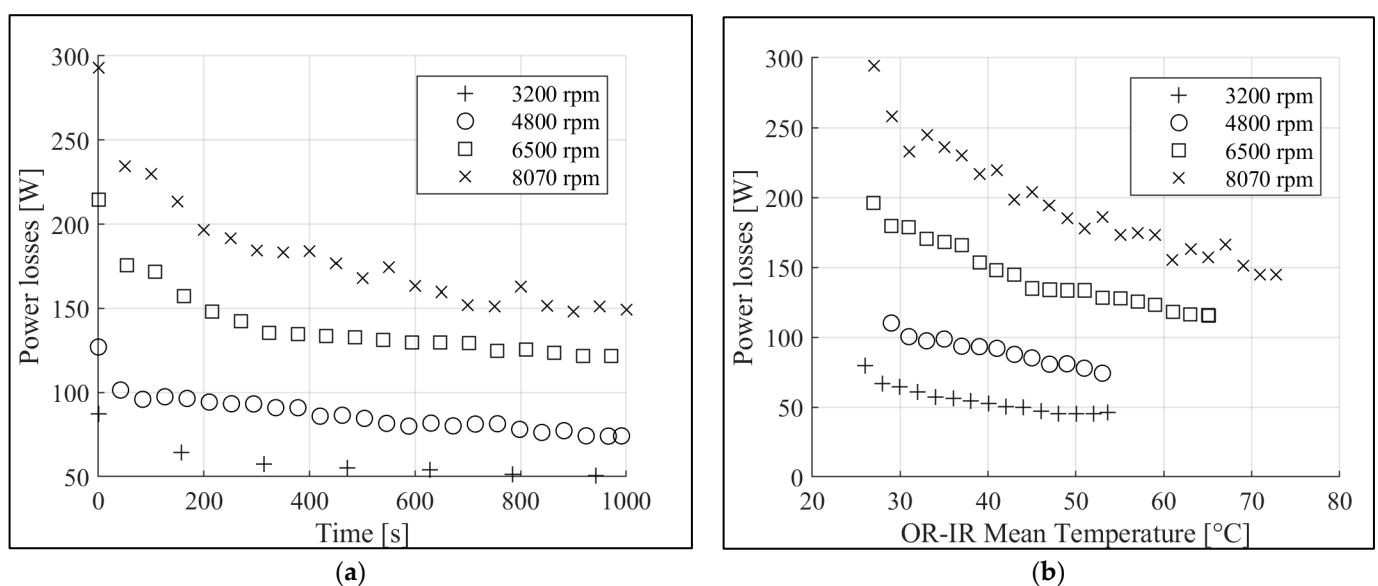 300
250
200
150
100
50
0
200
400
600
800
1000
Power losses [W]
Time [s]
3200 rpm
4800 rpm
6500 rpm
8070 rpm
(a)
300
250
200
150
100
50
0
20
30
40
50
60
70
80
Power losses [W]
OR-IR Mean Temperature [°C]
3200 rpm
4800 rpm
6500 rpm
8070 rpm
(b)